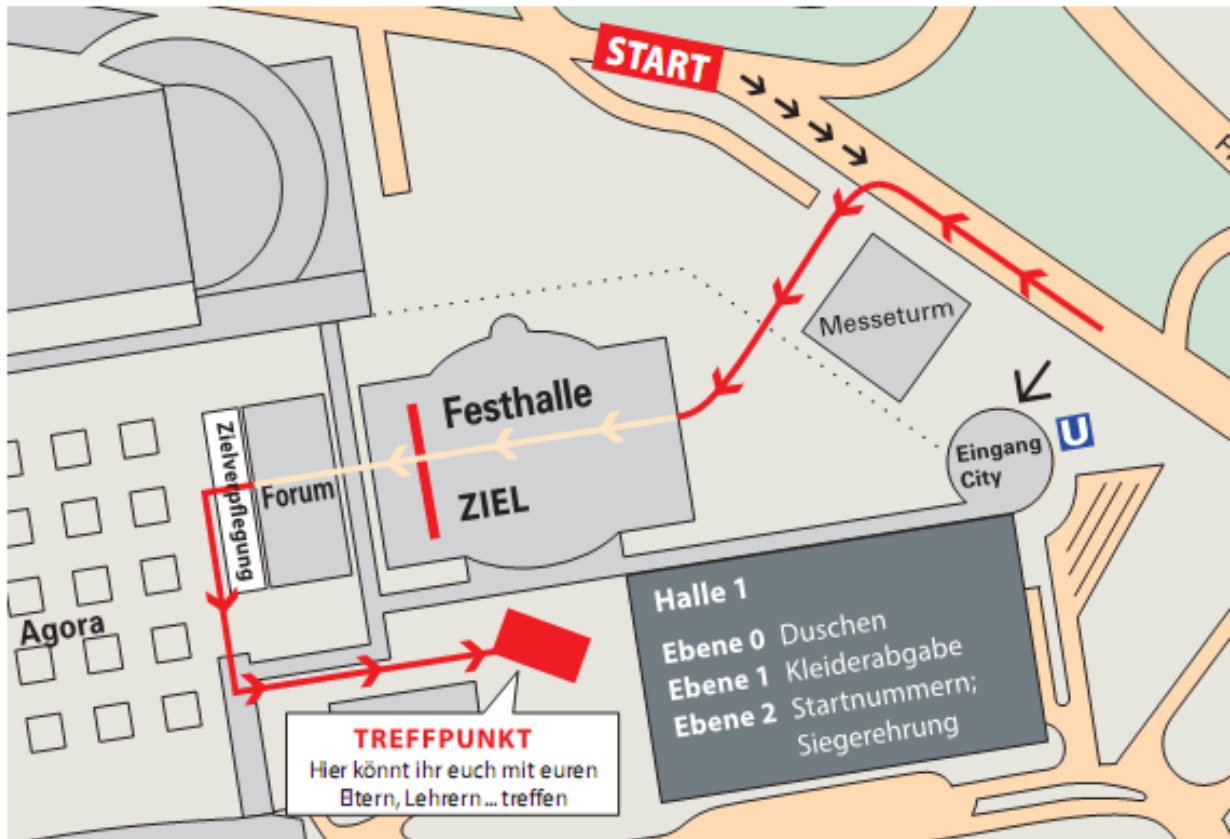 START
Messeturm
Festhalle
ZIEL
U
Eingang
City
Zielverpflegung
Forum
Agora
Halle 1
Ebene 0 Duschen
Ebene 1 Kleiderabgabe
Ebene 2 Startnummern;
Siegerehrung
TREFFPUNKT
Hier könnt ihr euch mit euren
Eltern, Lehrern ... treffen